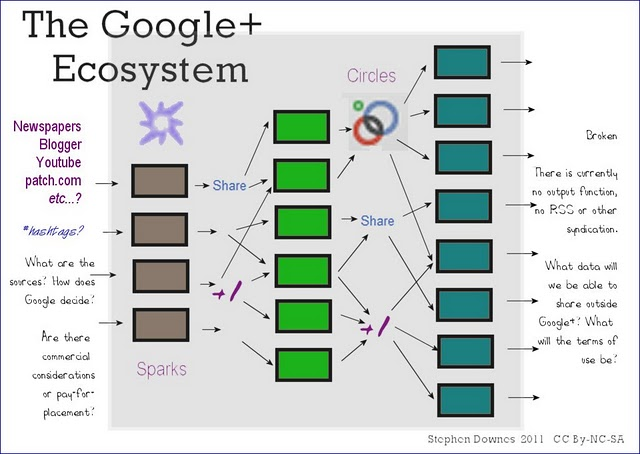 The Google+
Ecosystem
Circles
Newspapers
Blogger
Youtube
patch.com
etc...?
Share
#hashtags?
Share
What are the
sources? How does
Google decide?
+1
+1
Are there
commercial
considerations
or pay-for-
placement?
Sparks
Broken
There is currently
no output function,
no RSS or other
syndication.
What data will
we be able to
share outside
Google+? What
will the terms of
use be?
Stephen Downes 2011 CC By-NC-SA